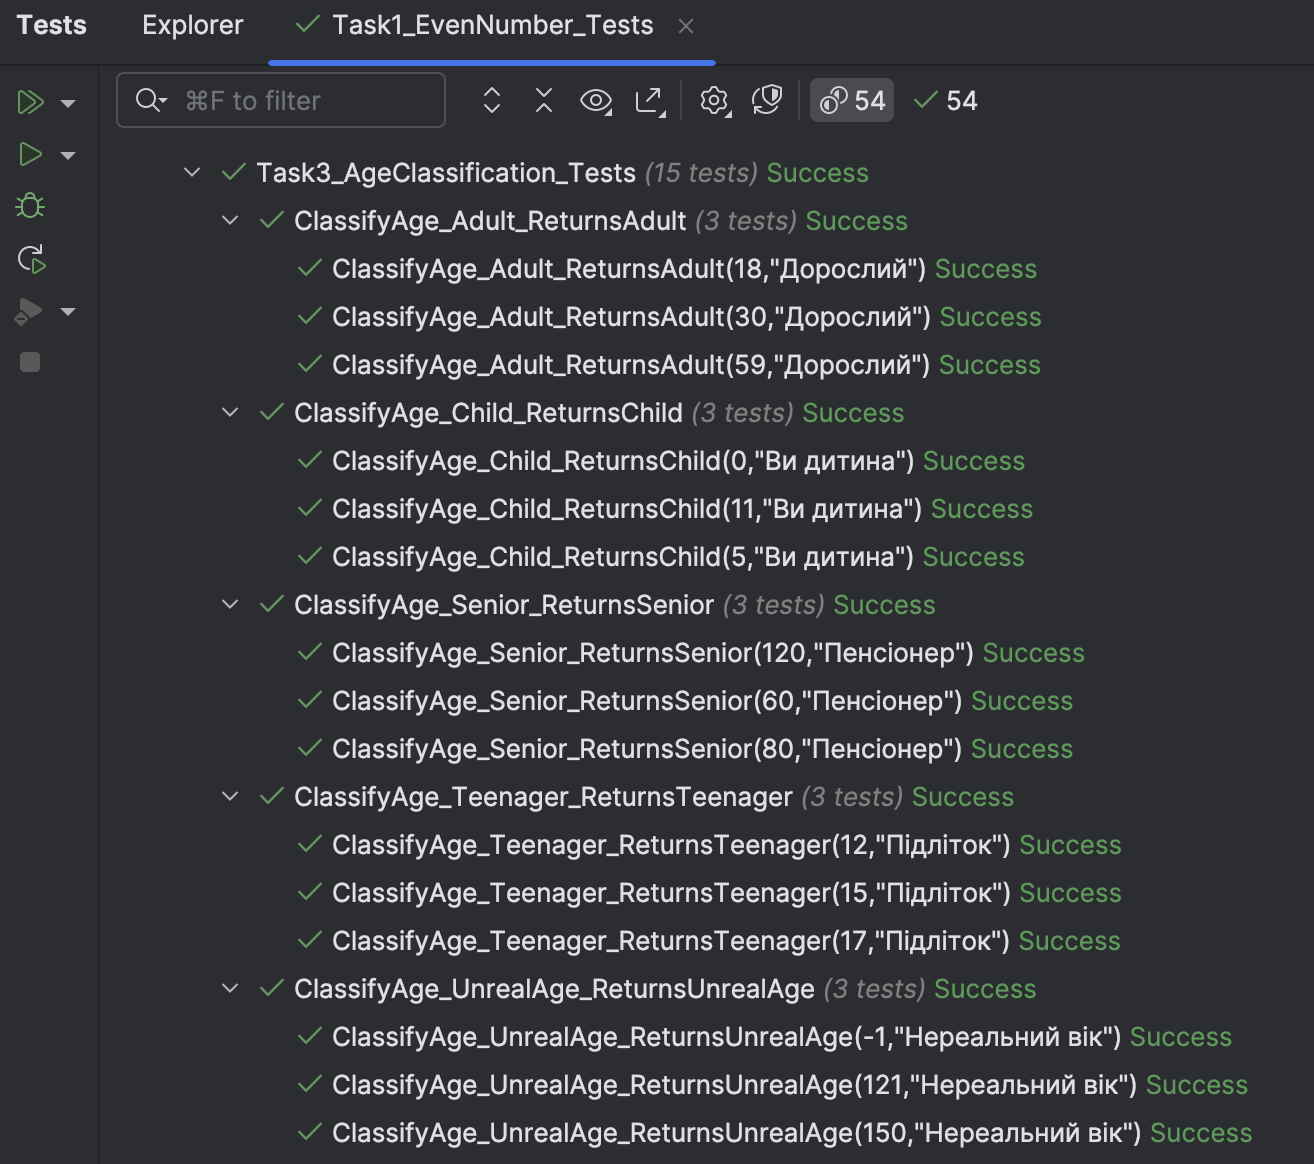 Tests Explorer Task1_EvenNumber_Tests
⌘F to filter 54 54
Task3_AgeClassification_Tests (15 tests) Success
ClassifyAge_Adult_ReturnsAdult (3 tests) Success
ClassifyAge_Adult_ReturnsAdult(18,"Дорослий") Success
ClassifyAge_Adult_ReturnsAdult(30,"Дорослий") Success
ClassifyAge_Adult_ReturnsAdult(59,"Дорослий") Success
ClassifyAge_Child_ReturnsChild (3 tests) Success
ClassifyAge_Child_ReturnsChild(0,"Ви дитина") Success
ClassifyAge_Child_ReturnsChild(11,"Ви дитина") Success
ClassifyAge_Child_ReturnsChild(5,"Ви дитина") Success
ClassifyAge_Senior_ReturnsSenior (3 tests) Success
ClassifyAge_Senior_ReturnsSenior(120,"Пенсіонер") Success
ClassifyAge_Senior_ReturnsSenior(60,"Пенсіонер") Success
ClassifyAge_Senior_ReturnsSenior(80,"Пенсіонер") Success
ClassifyAge_Teenager_ReturnsTeenager (3 tests) Success
ClassifyAge_Teenager_ReturnsTeenager(12,"Підліток") Success
ClassifyAge_Teenager_ReturnsTeenager(15,"Підліток") Success
ClassifyAge_Teenager_ReturnsTeenager(17,"Підліток") Success
ClassifyAge_UnrealAge_ReturnsUnrealAge (3 tests) Success
ClassifyAge_UnrealAge_ReturnsUnrealAge(-1,"Нереальний вік") Success
ClassifyAge_UnrealAge_ReturnsUnrealAge(121,"Нереальний вік") Success
ClassifyAge_UnrealAge_ReturnsUnrealAge(150,"Нереальний вік") Success